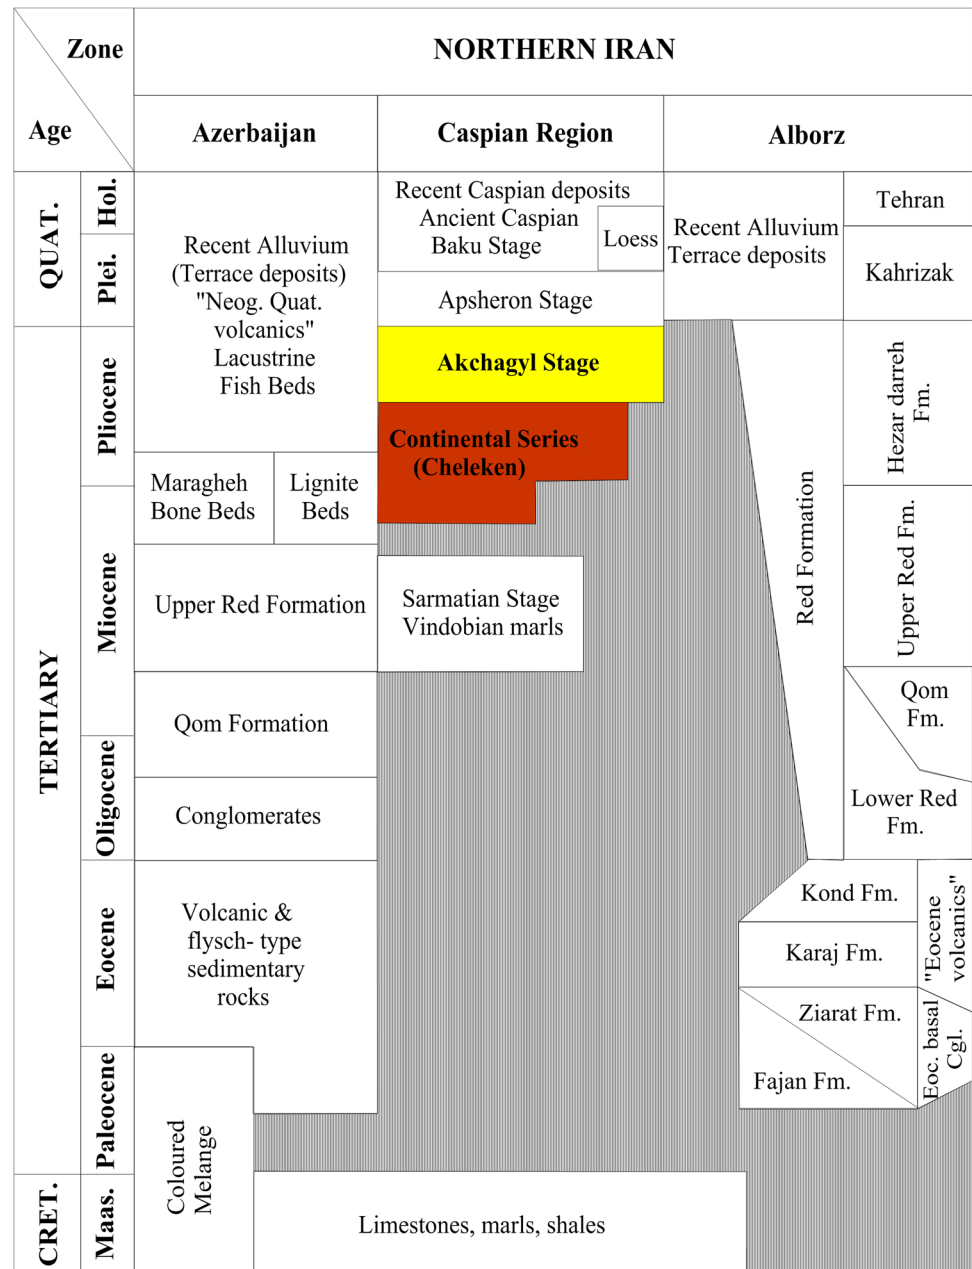 Zone
Age
NORTHERN IRAN
Azerbaijan
Caspian Region
Alborz
QUAT.
Hol.
Plei.
TERTIARY
Pliocene
Miocene
Oligocene
Eocene
Paleocene
CRET.
Maas.
Recent Alluvium
(Terrace deposits)
"Neog. Quat.
volcanics"
Lacustrine
Fish Beds
Maragheh
Bone Beds
Lignite
Beds
Upper Red Formation
Qom Formation
Conglomerates
Volcanic &
flysch- type
sedimentary
rocks
Coloured
Melange
Recent Caspian deposits
Ancient Caspian
Baku Stage
Loess
Apsheron Stage
Akchagyl Stage
Continental Series
(Cheleken)
Sarmatian Stage
Vindobian marls
Limestones, marls, shales
Recent Alluvium
Terrace deposits
Red Formation
Tehran
Kahrizak
Hezar darreh
Fm.
Upper Red Fm.
Qom
Fm.
Lower Red
Fm.
Kond Fm.
Karaj Fm.
Ziarat Fm.
Fajan Fm.
"Eocene
volcanics"
Eoc. basal
Cgl.